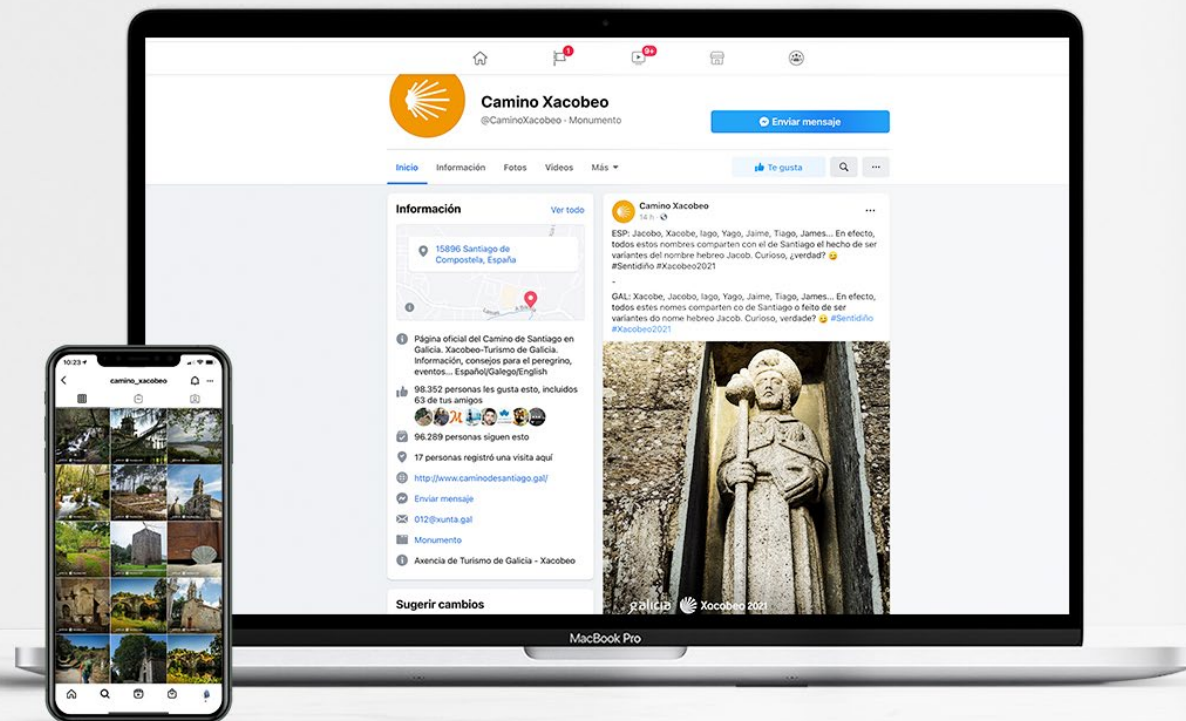 1
9+
Camino Xacobeo
@CaminoXacobeo · Monumento
Enviar mensaje
Inicio Información Fotos Vídeos Más
Te gusta
Información Ver todo
15896 Santiago de
Compostela, España
Página oficial del Camino de Santiago en
Galicia. Xacobeo-Turismo de Galicia.
Información, consejos para el peregrino,
eventos... Español/Galego/English
98.352 personas les gusta esto, incluidos
63 de tus amigos
96.289 personas siguen esto
17 personas registró una visita aquí
http://www.caminodesantiago.gal/
Enviar mensaje
012@xunta.gal
Monumento
Axencia de Turismo de Galicia - Xacobeo
Sugerir cambios
Camino Xacobeo
14 h ·
ESP: Jacobo, Xacobe, Iago, Yago, Jaime, Tiago, James... En efecto,
todos estos nombres comparten con el de Santiago el hecho de ser
variantes del nombre hebreo Jacob. Curioso, ¿verdad? 😉
#Sentidiño #Xacobeo2021
-
GAL: Xacobe, Jacobo, Iago, Yago, Jaime, Tiago, James... En efecto,
todos estes nomes comparten co de Santiago o feito de ser
variantes do nome hebreo Jacob. Curioso, verdade? 😉 #Sentidiño
#Xacobeo2021
galicia Xacobeo 2021
MacBook Pro
10:23
camino_xacobeo